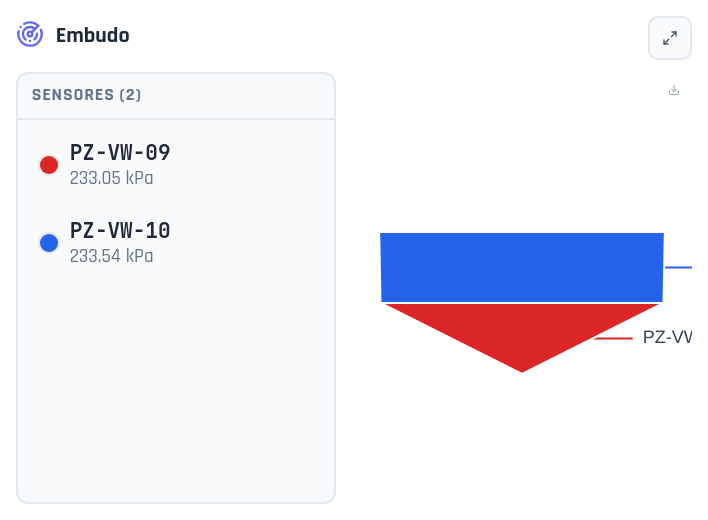 Embudo
SENSORES (2)
PZ-VW-09
233.05 kPa
PZ-VW-10
233.54 kPa